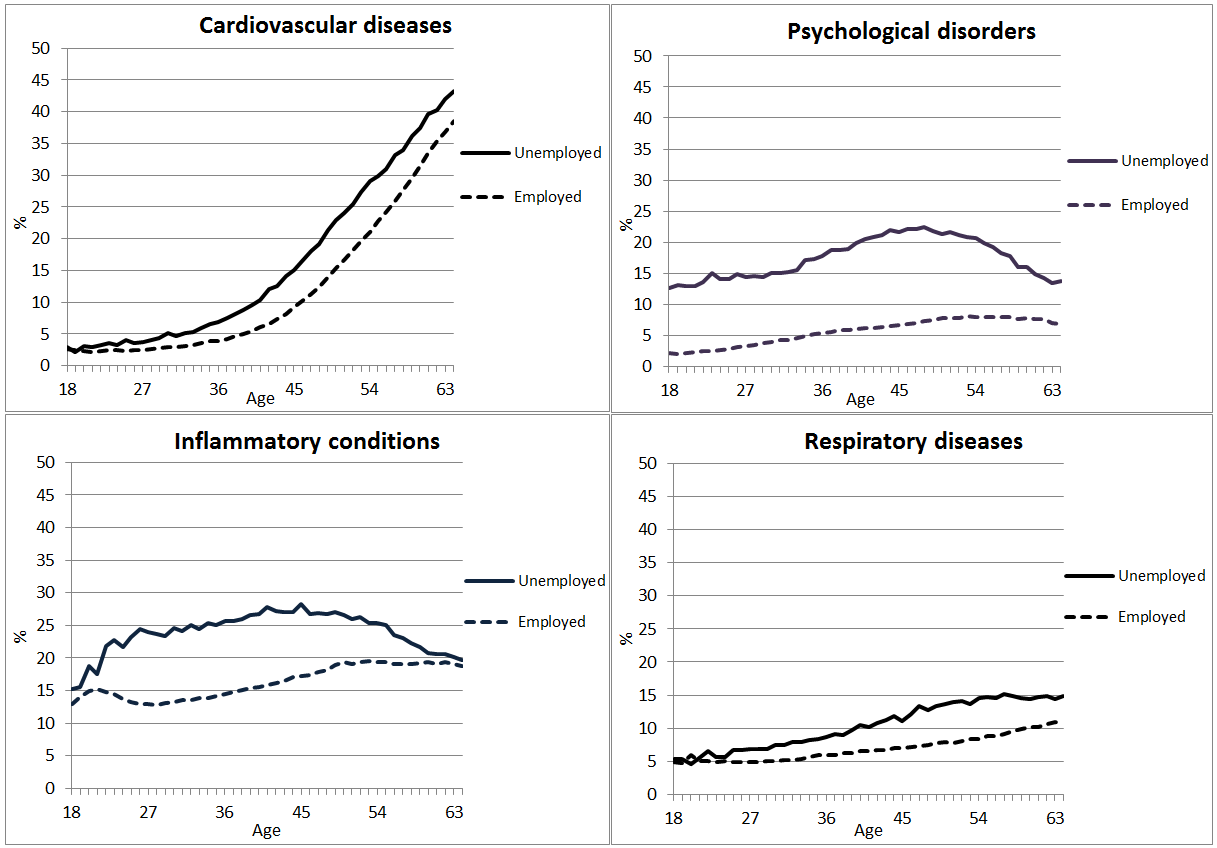 Cardiovascular diseases
50
45
40
35
30
25
20
15
10
5
0
%
18 27 36 45 54 63
Age
Unemployed
Employed
Psychological disorders
50
45
40
35
30
25
20
15
10
5
0
%
18 27 36 45 54 63
Age
Unemployed
Employed
Inflammatory conditions
50
45
40
35
30
25
20
15
10
5
0
%
18 27 36 45 54 63
Age
Unemployed
Employed
Respiratory diseases
50
45
40
35
30
25
20
15
10
5
0
%
18 27 36 45 54 63
Age
Unemployed
Employed